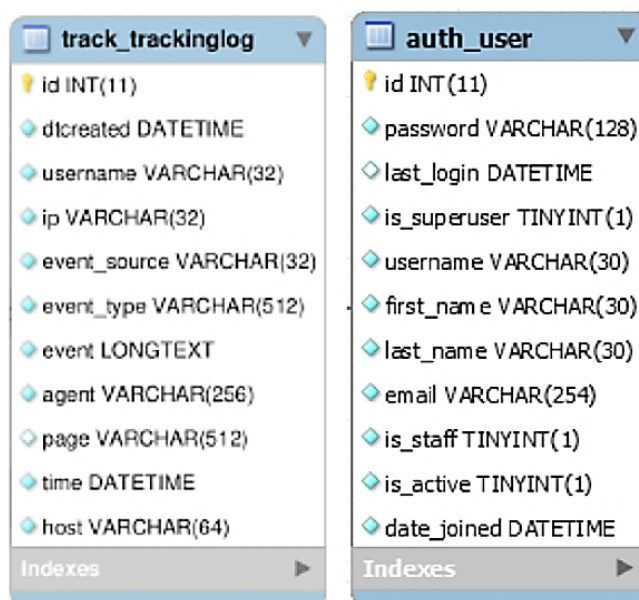 track_trackinglog
id INT(11)
dtcreated DATETIME
username VARCHAR(32)
ip VARCHAR(32)
event_source VARCHAR(32)
event_type VARCHAR(512)
event LONGTEXT
agent VARCHAR(256)
page VARCHAR(512)
time DATETIME
host VARCHAR(64)
Indexes
auth_user
id INT(11)
password VARCHAR(128)
last_login DATETIME
is_superuser TINYINT(1)
username VARCHAR(30)
first_name VARCHAR(30)
last_name VARCHAR(30)
email VARCHAR(254)
is_staff TINYINT(1)
is_active TINYINT(1)
date_joined DATETIME
Indexes